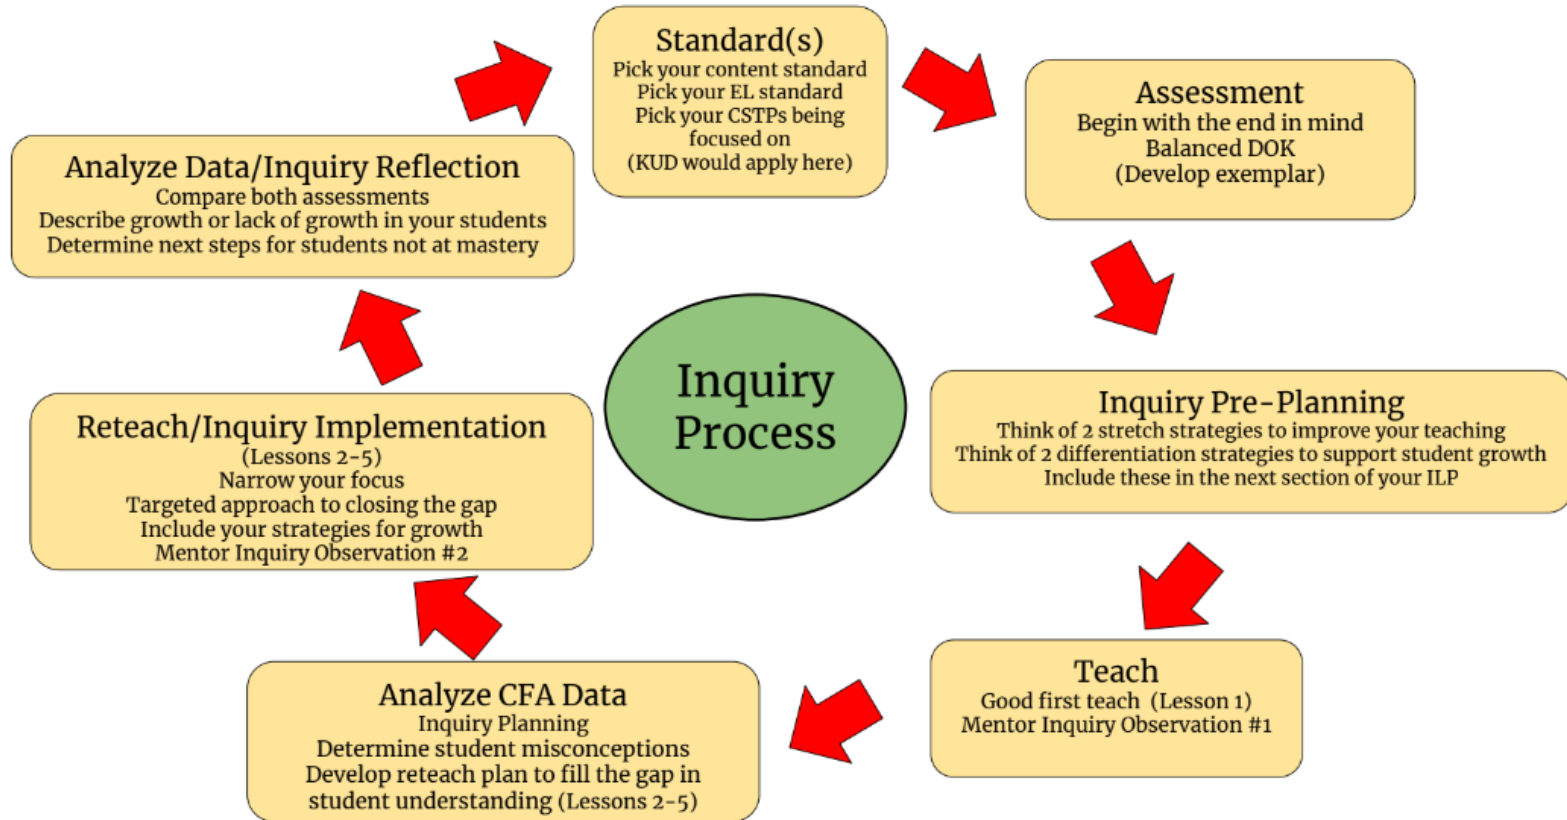 Standard(s)
Pick your content standard
Pick your EL standard
Pick your CSTPs being
focused on
(KUD would apply here)
Assessment
Begin with the end in mind
Balanced DOK
(Develop exemplar)
Inquiry Pre-Planning
Think of 2 stretch strategies to improve your teaching
Think of 2 differentiation strategies to support student growth
Include these in the next section of your ILP
Teach
Good first teach (Lesson 1)
Mentor Inquiry Observation #1
Analyze CFA Data
Inquiry Planning
Determine student misconceptions
Develop reteach plan to fill the gap in
student understanding (Lessons 2-5)
Reteach/Inquiry Implementation
(Lessons 2-5)
Narrow your focus
Targeted approach to closing the gap
Include your strategies for growth
Mentor Inquiry Observation #2
Analyze Data/Inquiry Reflection
Compare both assessments
Describe growth or lack of growth in your students
Determine next steps for students not at mastery
Inquiry
Process